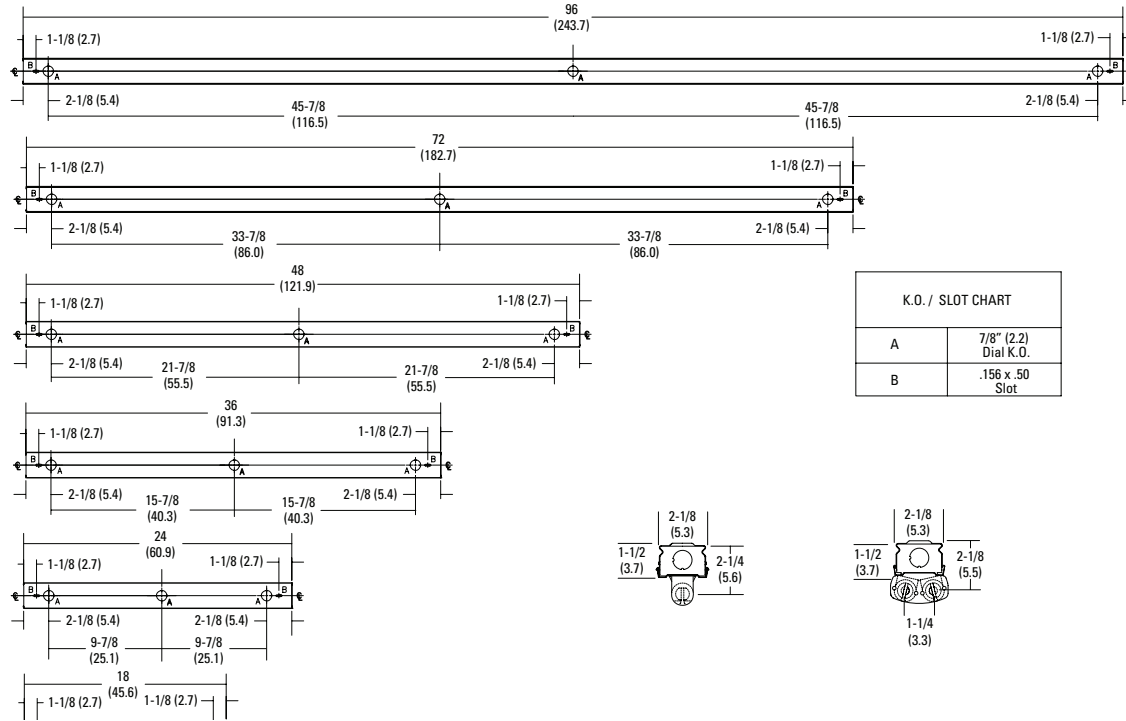 96
(243.7)
1-1/8 (2.7)
1-1/8 (2.7)
B
A
A
A
B
2-1/8 (5.4)
45-7/8
(116.5)
45-7/8
(116.5)
2-1/8 (5.4)
72
(182.7)
1-1/8 (2.7)
1-1/8 (2.7)
B
A
A
A
B
2-1/8 (5.4)
33-7/8
(86.0)
33-7/8
(86.0)
2-1/8 (5.4)
48
(121.9)
1-1/8 (2.7)
1-1/8 (2.7)
B
A
A
A
B
2-1/8 (5.4)
21-7/8
(55.5)
21-7/8
(55.5)
2-1/8 (5.4)
K.O. / SLOT CHART
A
7/8" (2.2)
Dial K.O.
B
.156 x .50
Slot
36
(91.3)
1-1/8 (2.7)
1-1/8 (2.7)
B
A
A
A
B
2-1/8 (5.4)
15-7/8
(40.3)
15-7/8
(40.3)
2-1/8 (5.4)
24
(60.9)
1-1/8 (2.7)
1-1/8 (2.7)
B
A
A
A
B
2-1/8 (5.4)
2-1/8 (5.4)
9-7/8
(25.1)
9-7/8
(25.1)
18
(45.6)
1-1/8 (2.7)
1-1/8 (2.7)
2-1/8
(5.3)
1-1/2
(3.7)
2-1/4
(5.6)
2-1/8
(5.3)
1-1/2
(3.7)
2-1/8
(5.5)
1-1/4
(3.3)